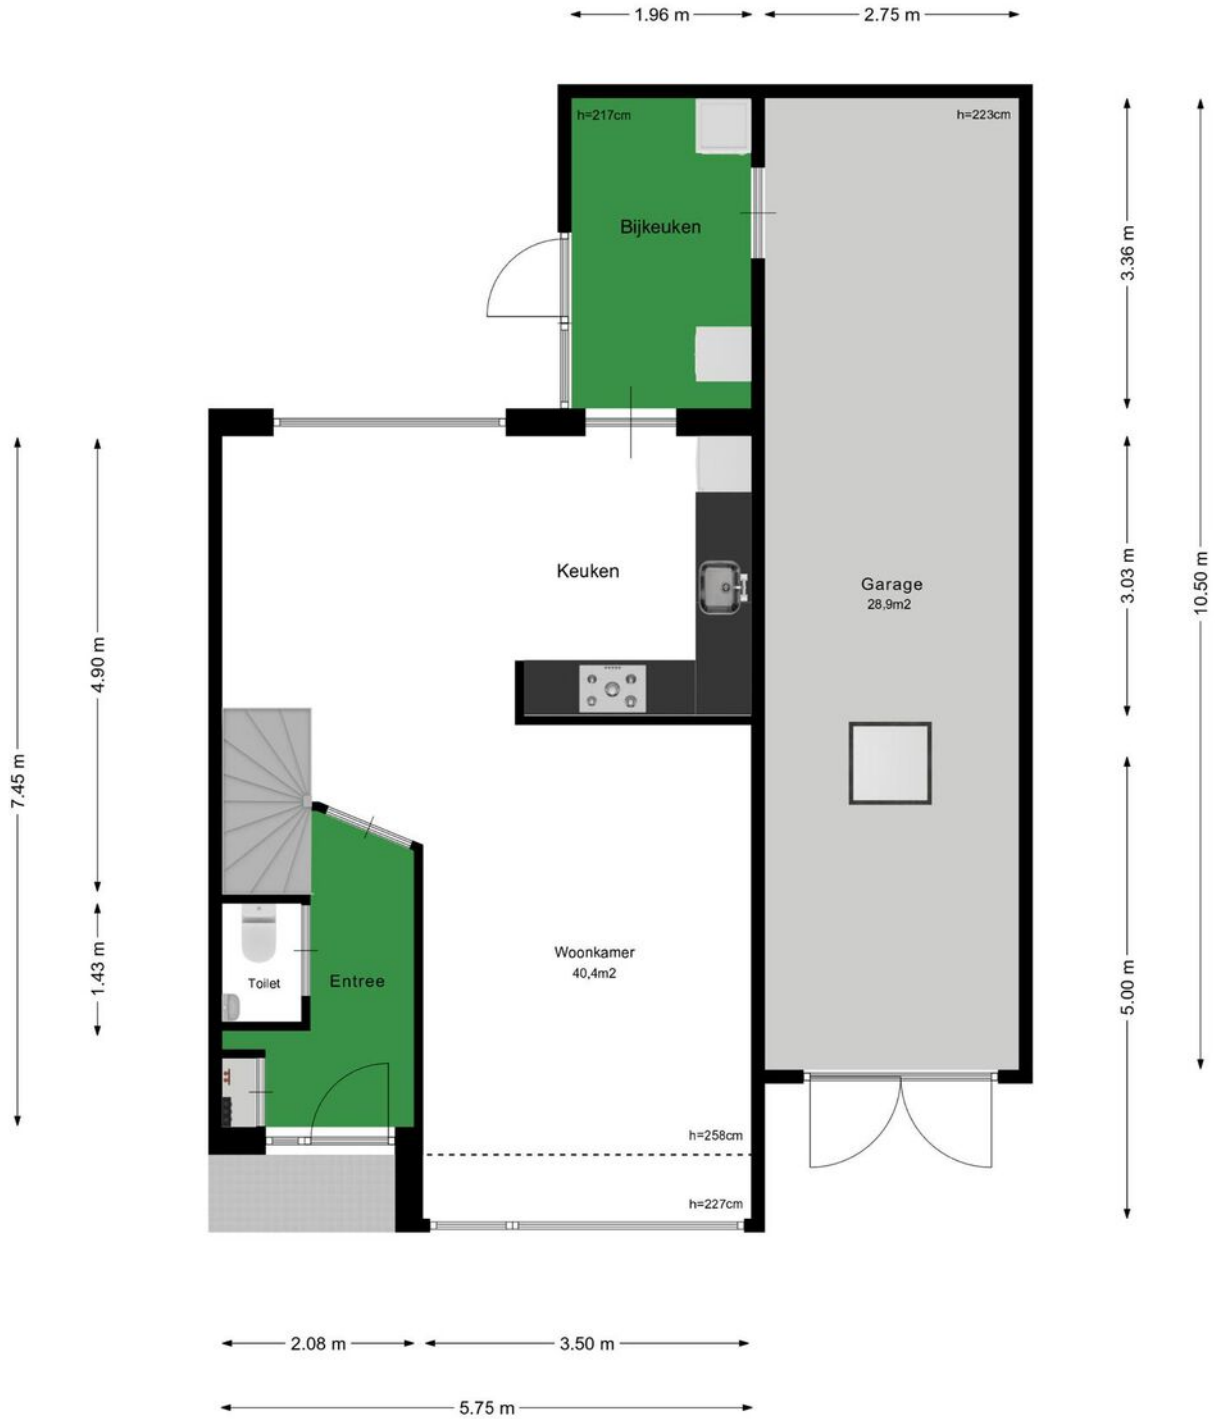 1.96 m
2.75 m
h=217cm
h=223cm
Bijkeuken
3.36 m
Keuken
Garage
28,9m2
3.03 m
10.50 m
4.90 m
7.45 m
Woonkamer
40,4m2
Toilet
Entree
1.43 m
5.00 m
h=258cm
h=227cm
2.08 m
3.50 m
5.75 m